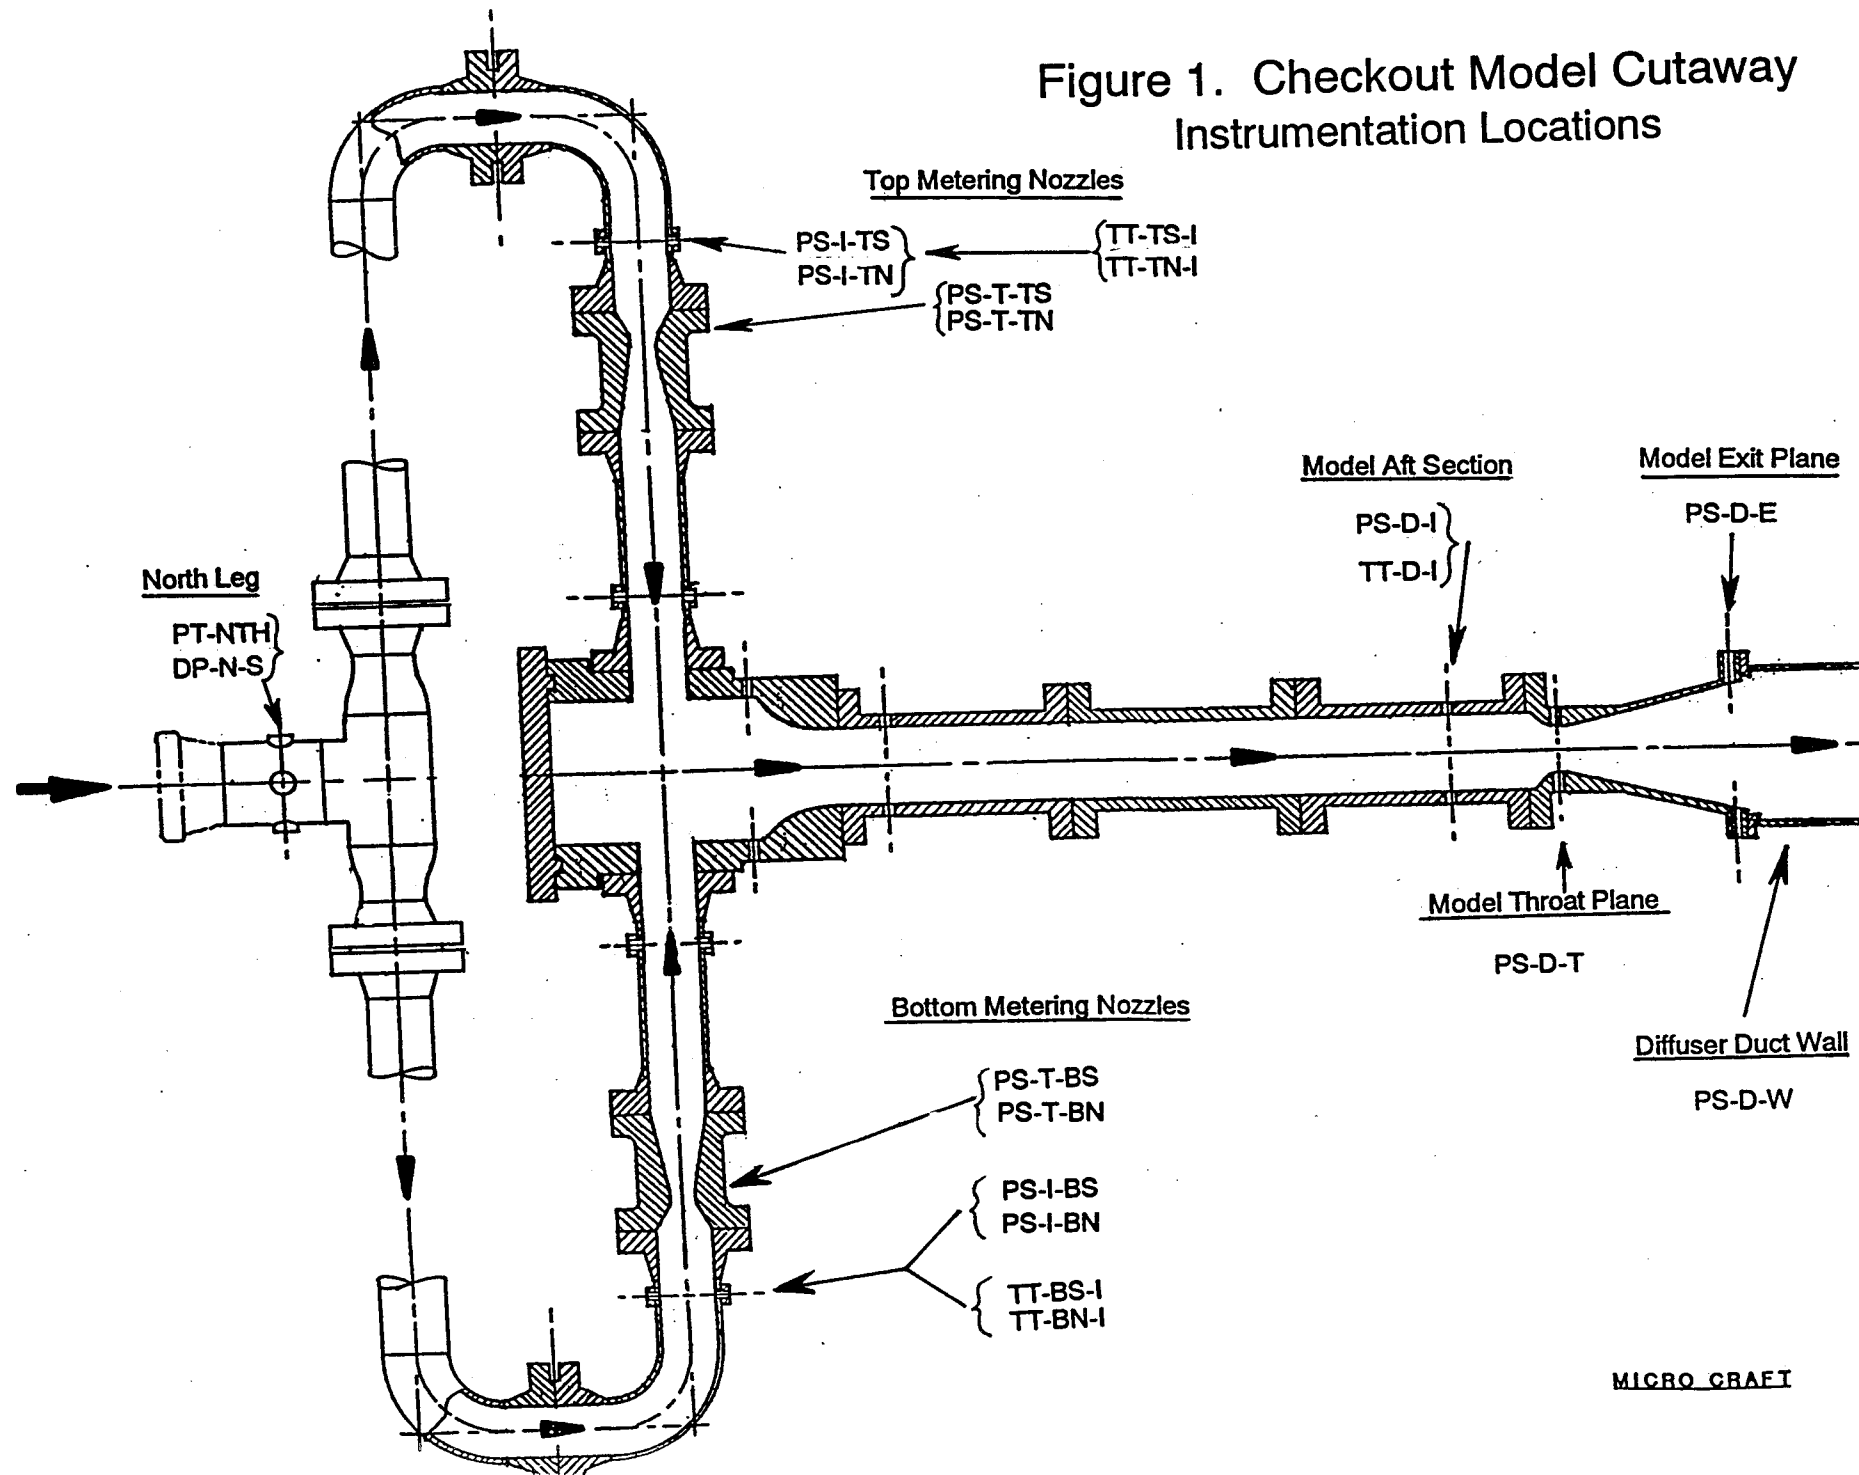 Figure 1. Checkout Model Cutaway
Instrumentation Locations
Top Metering Nozzles
PS-I-TS
PS-I-TN
TT-TS-I
TT-TN-I
PS-T-TS
PS-T-TN
Model Aft Section
PS-D-I
TT-D-I
Model Exit Plane
PS-D-E
North Leg
PT-NTH
DP-N-S
Model Throat Plane
PS-D-T
Diffuser Duct Wall
PS-D-W
Bottom Metering Nozzles
PS-T-BS
PS-T-BN
PS-I-BS
PS-I-BN
TT-BS-I
TT-BN-I
MICRO CRAFT